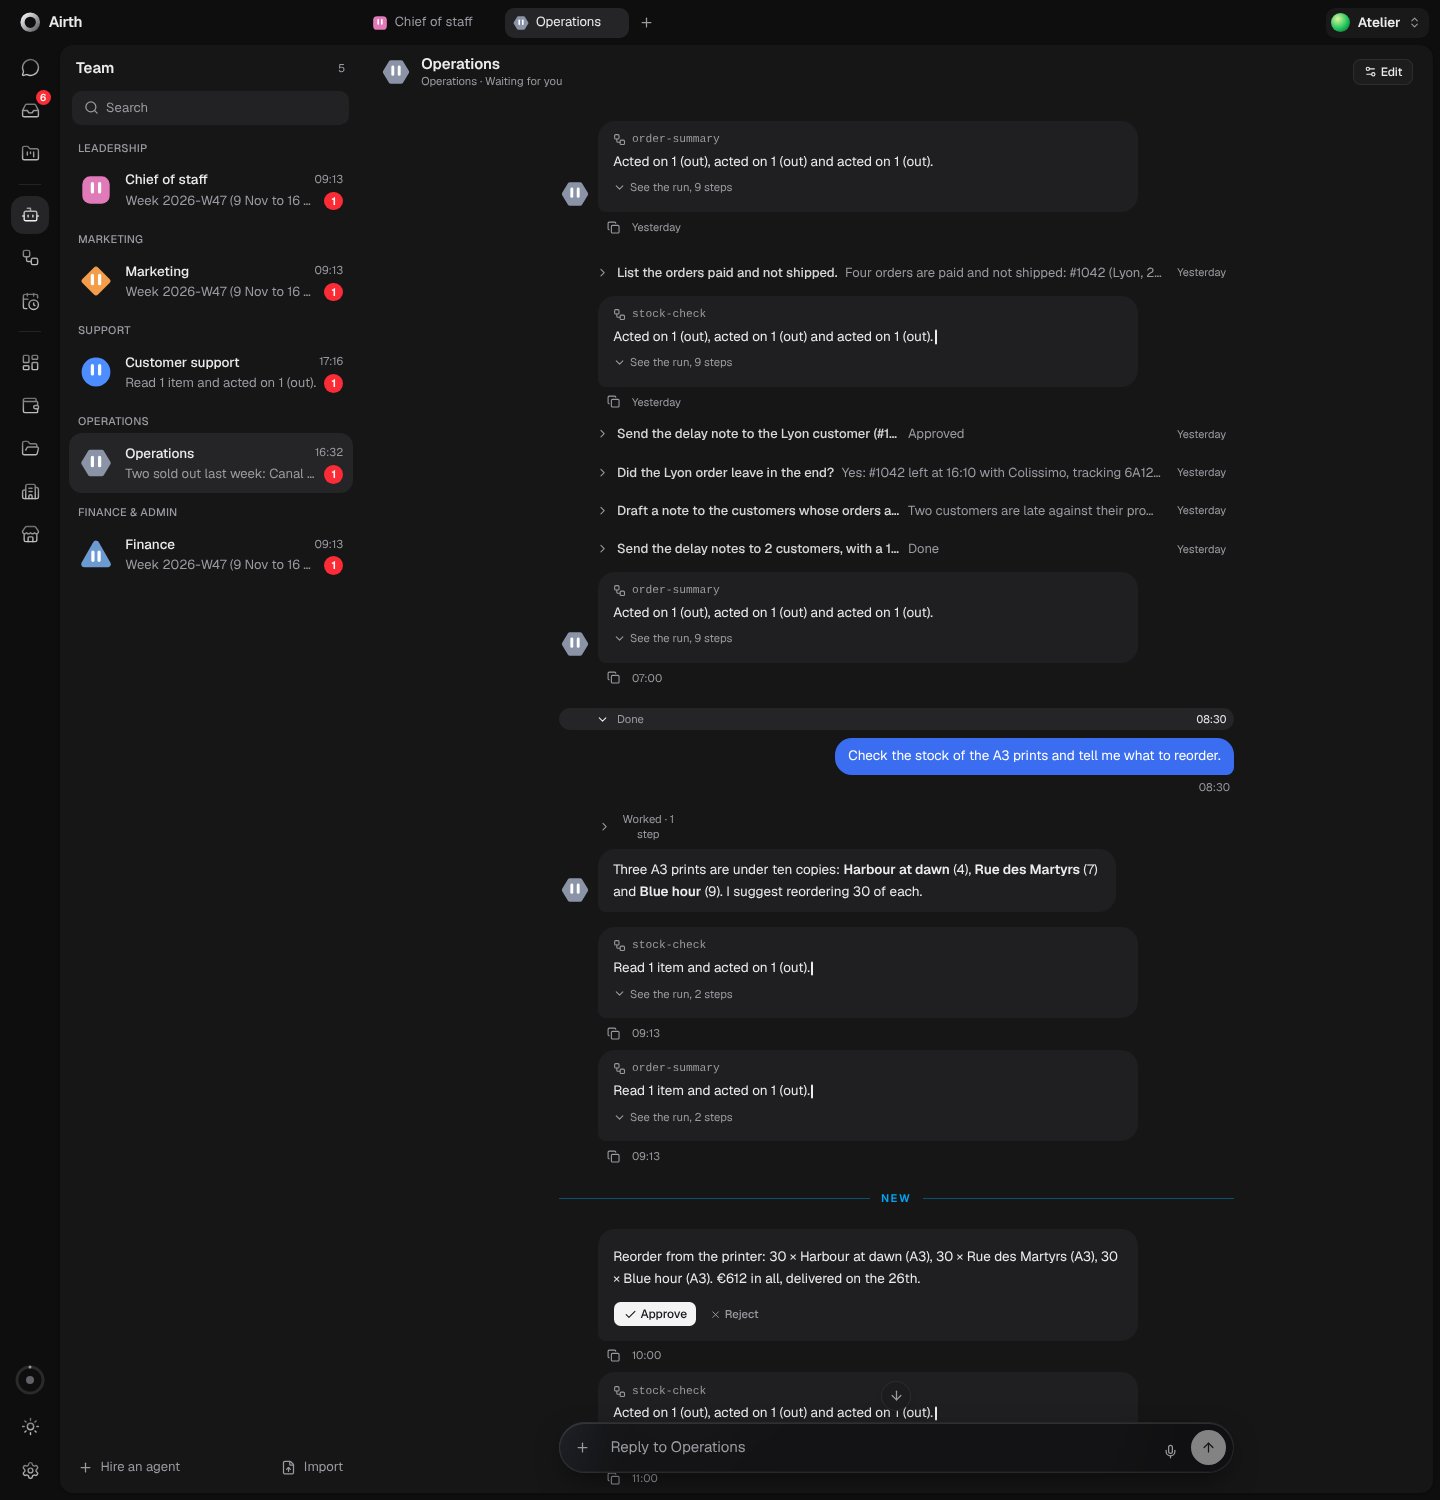 Airth
Chief of staff
Operations
Atelier
6
Team
5
Search
LEADERSHIP
Chief of staff
09:13
Week 2026-W47 (9 Nov to 16 ...
1
MARKETING
Marketing
09:13
Week 2026-W47 (9 Nov to 16 ...
1
SUPPORT
Customer support
17:16
Read 1 item and acted on 1 (out).
1
OPERATIONS
Operations
16:32
Two sold out last week: Canal ...
1
FINANCE & ADMIN
Finance
09:13
Week 2026-W47 (9 Nov to 16 ...
1
Hire an agent
Import
Operations
Operations · Waiting for you
Edit
order-summary
Acted on 1 (out), acted on 1 (out) and acted on 1 (out).
See the run, 9 steps
Yesterday
List the orders paid and not shipped. Four orders are paid and not shipped: #1042 (Lyon, 2... Yesterday
stock-check
Acted on 1 (out), acted on 1 (out) and acted on 1 (out).
See the run, 9 steps
Yesterday
Send the delay note to the Lyon customer (#1... Approved Yesterday
Did the Lyon order leave in the end? Yes: #1042 left at 16:10 with Colissimo, tracking 6A12... Yesterday
Draft a note to the customers whose orders a... Two customers are late against their pro... Yesterday
Send the delay notes to 2 customers, with a 1... Done Yesterday
order-summary
Acted on 1 (out), acted on 1 (out) and acted on 1 (out).
See the run, 9 steps
07:00
Done 08:30
Check the stock of the A3 prints and tell me what to reorder.
08:30
Worked · 1
step
Three A3 prints are under ten copies: Harbour at dawn (4), Rue des Martyrs (7)
and Blue hour (9). I suggest reordering 30 of each.
stock-check
Read 1 item and acted on 1 (out).
See the run, 2 steps
09:13
order-summary
Read 1 item and acted on 1 (out).
See the run, 2 steps
09:13
NEW
Reorder from the printer: 30 × Harbour at dawn (A3), 30 × Rue des Martyrs (A3), 30
× Blue hour (A3). €612 in all, delivered on the 26th.
Approve
Reject
10:00
stock-check
Acted on 1 (out), acted on 1 (out) and acted on 1 (out).
Reply to Operations
11:00